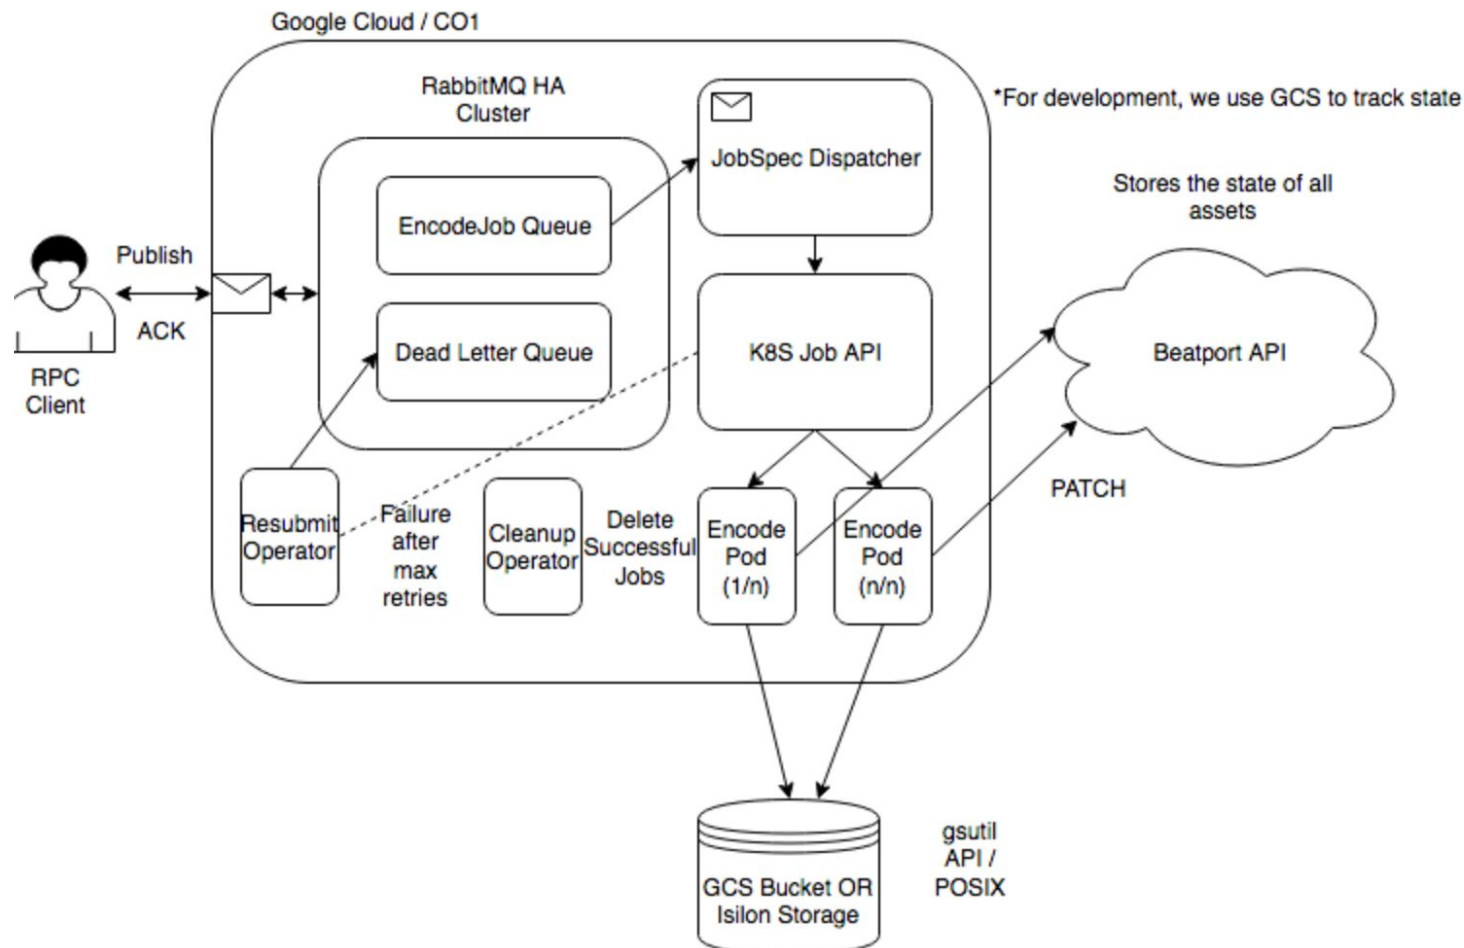 Google Cloud / CO1
RabbitMQ HA
Cluster
*For development, we use GCS to track state
JobSpec Dispatcher
Stores the state of all
assets
EncodeJob Queue
Publish
ACK
Dead Letter Queue
K8S Job API
Beatport API
RPC
Client
Resubmit
Operator
Failure
after
max
retries
Cleanup
Operator
Delete
Successful
Jobs
Encode
Pod
(1/n)
Encode
Pod
(n/n)
PATCH
GCS Bucket OR
Isilon Storage
gsutil
API /
POSIX